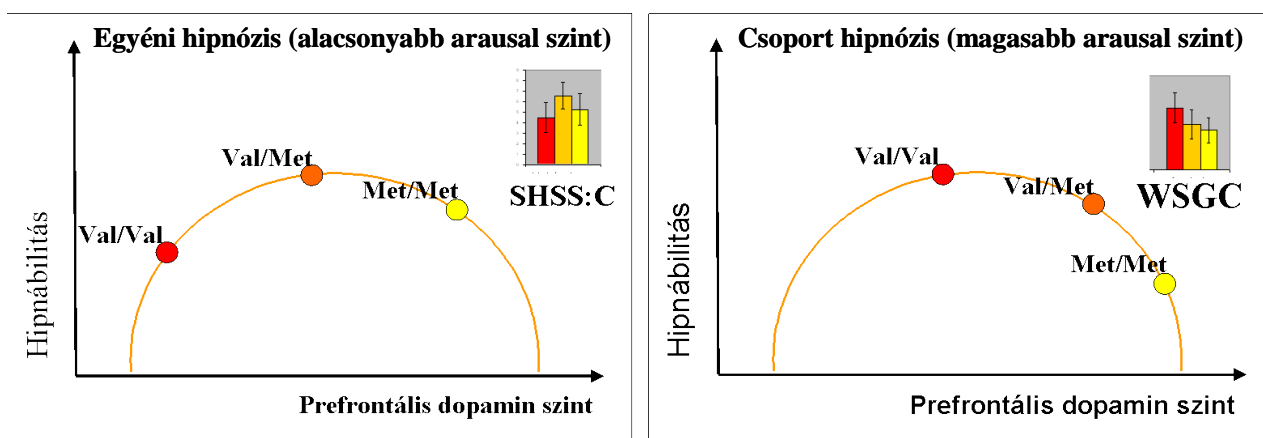 Egyéni hipnózis (alacsonyabb arausal szint)
Val/Met
Met/Met
SHSS:C
Val/Val
Hipnábilitás
Prefrontális dopamin szint
Csoport hipnózis (magasabb arausal szint)
Val/Val
Val/Met
WSGC
Met/Met
Hipnábilitás
Prefrontális dopamin szint